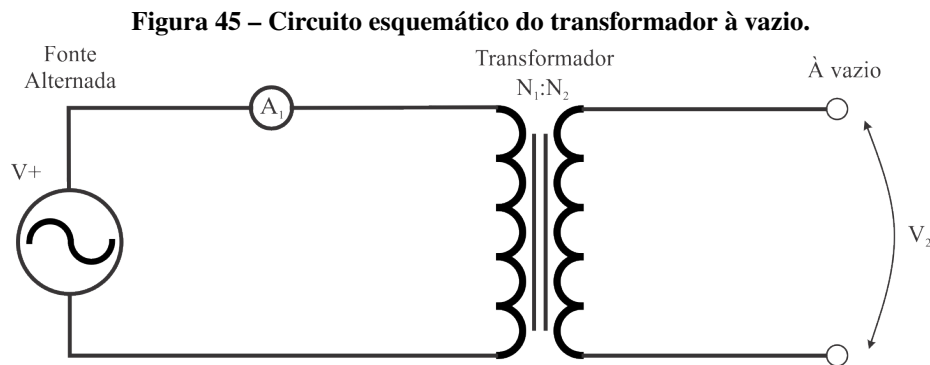 Figura 45 – Circuito esquemático do transformador à vazio.
Fonte
Alternada
Transformador
N₁:N₂
À vazio
A₁
V+
V₂